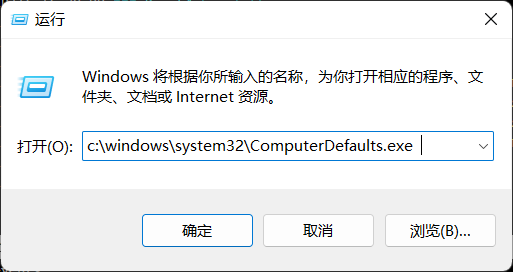 运行
Windows 将根据你所输入的名称，为你打开相应的程序、文
件夹、文档或 Internet 资源。
打开(O):
c:\windows\system32\ComputerDefaults.exe
确定
取消
浏览(B)...